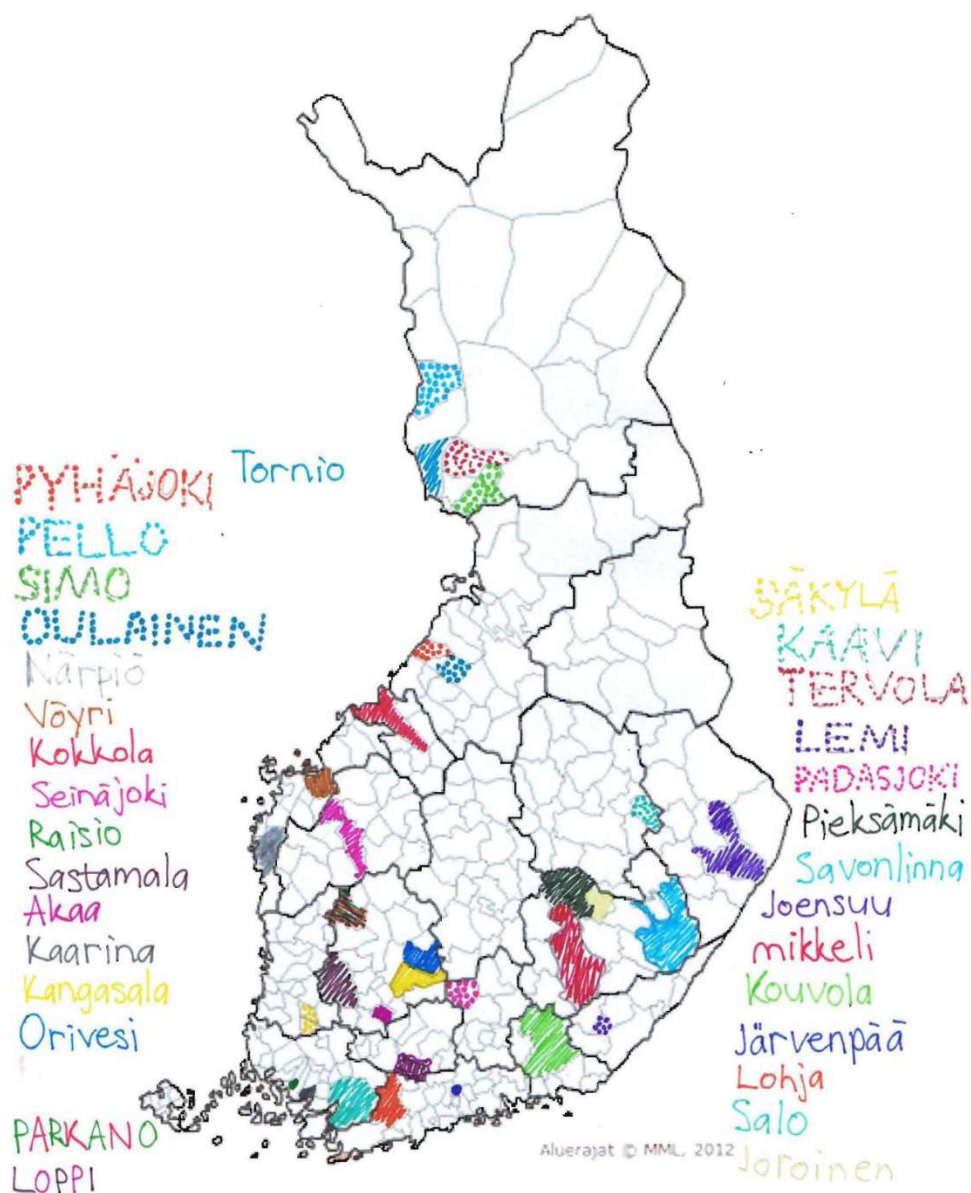 Tornio
PYHÄJOKI
PELLO
SIMO
OULAINEN
Närpiö
Vöyri
Kokkola
Seinäjoki
Raisio
Sastamala
Akaa
Kaarina
Kangasala
Orivesi
PARKANO
LOPPI
SÄKYLÄ
KAAVI
TERVOLA
LEMI
PADASJOKI
Pieksämäki
Savonlinna
Joensuu
mikkeli
Kouvola
Järvenpää
Lohja
Salo
Joroinen
Aluerajat © MML, 2012